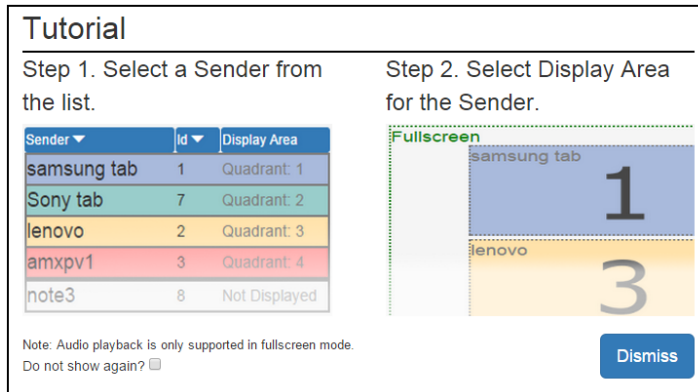 Tutorial
Step 1. Select a Sender from
the list.
Sender Id Display Area
samsung tab 1 Quadrant: 1
Sony tab 7 Quadrant: 2
lenovo 2 Quadrant: 3
amxpv1 3 Quadrant: 4
note3 8 Not Displayed
Step 2. Select Display Area
for the Sender.
Fullscreen
samsung tab
1
lenovo
3
Note: Audio playback is only supported in fullscreen mode.
Do not show again?
Dismiss